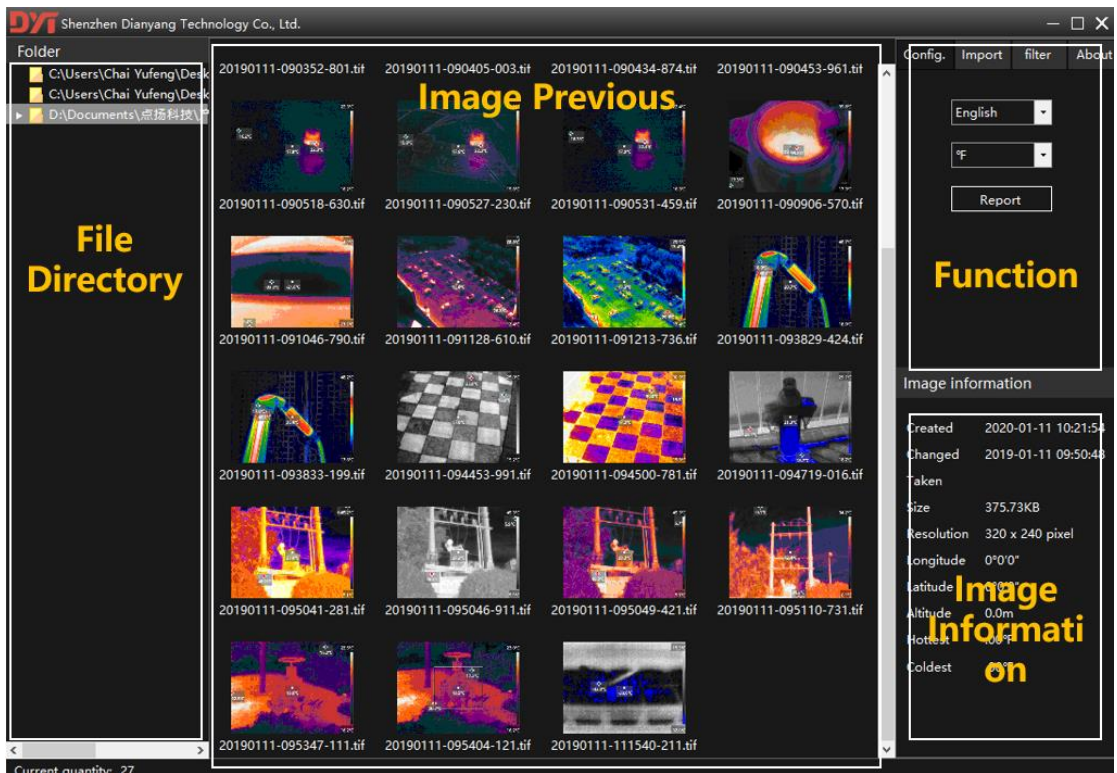 DYT Shenzhen Dianyang Technology Co., Ltd.
Folder
C:\Users\Chai Yufeng\Desk
C:\Users\Chai Yufeng\Desk
D:\Documents\点扬科技\P
File
Directory
Image Previous
20190111-090352-801.tif 20190111-090405-003.tif 20190111-090434-874.tif 20190111-090453-961.tif
20190111-090518-630.tif 20190111-090527-230.tif 20190111-090531-459.tif 20190111-090906-570.tif
20190111-091046-790.tif 20190111-091128-610.tif 20190111-091213-736.tif 20190111-093829-424.tif
20190111-093833-199.tif 20190111-094453-991.tif 20190111-094500-781.tif 20190111-094719-016.tif
20190111-095041-281.tif 20190111-095046-911.tif 20190111-095049-421.tif 20190111-095110-731.tif
20190111-095347-111.tif 20190111-095404-121.tif 20190111-111540-211.tif
Config. Import filter About
English
°F
Report
Function
Image information
Created 2020-01-11 10:21:54
Changed 2019-01-11 09:50:48
Taken
Size 375.73KB
Resolution 320 x 240 pixel
Longitude 0°0'0"
Latitude 0°0'0"
Altitude 0.0m
Hottest
Coldest
Image
Informati
on
Current quantity: 27